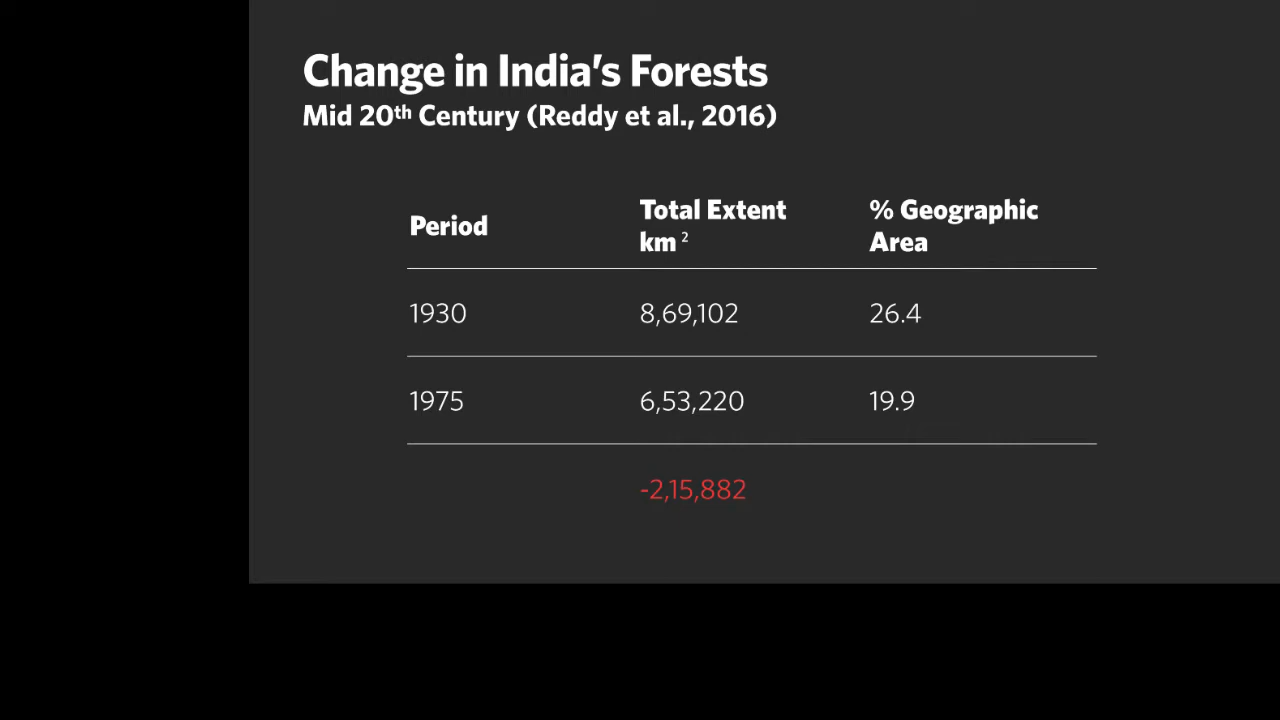 Change in India's Forests
Mid 20th Century (Reddy et al., 2016)
Period
Total Extent
km 2
% Geographic
Area
1930
8,69,102
26.4
1975
6,53,220
19.9
-2,15,882